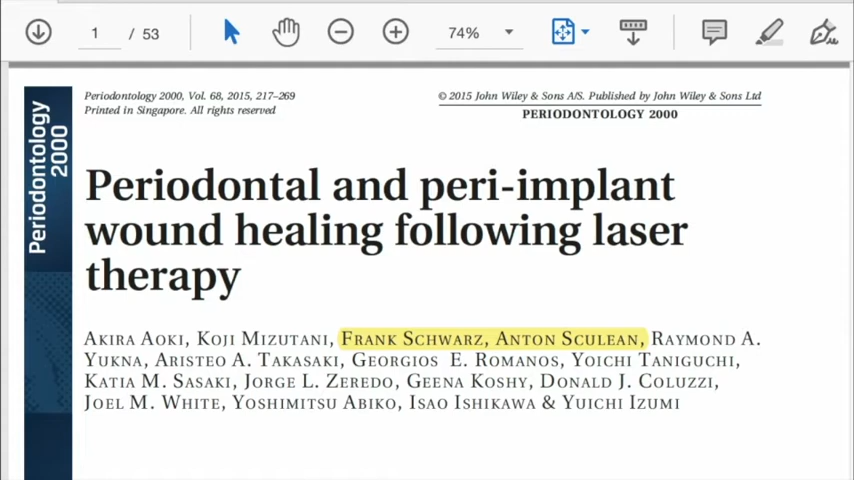 1 / 53
74%
Periodontology 2000, Vol. 68, 2015, 217–269
Printed in Singapore. All rights reserved
© 2015 John Wiley & Sons A/S. Published by John Wiley & Sons Ltd
PERIODONTOLOGY 2000
Periodontology
2000
Periodontal and peri-implant
wound healing following laser
therapy
AKIRA AOKI, KOJI MIZUTANI, FRANK SCHWARZ, ANTON SCULEAN, RAYMOND A.
YUKNA, ARISTEO A. TAKASAKI, GEORGIOS E. ROMANOS, YOICHI TANIGUCHI,
KATIA M. SASAKI, JORGE L. ZEREDO, GEENA KOSHY, DONALD J. COLUZZI,
JOEL M. WHITE, YOSHIMITSU ABIKO, ISAO ISHIKAWA & YUICHI IZUMI